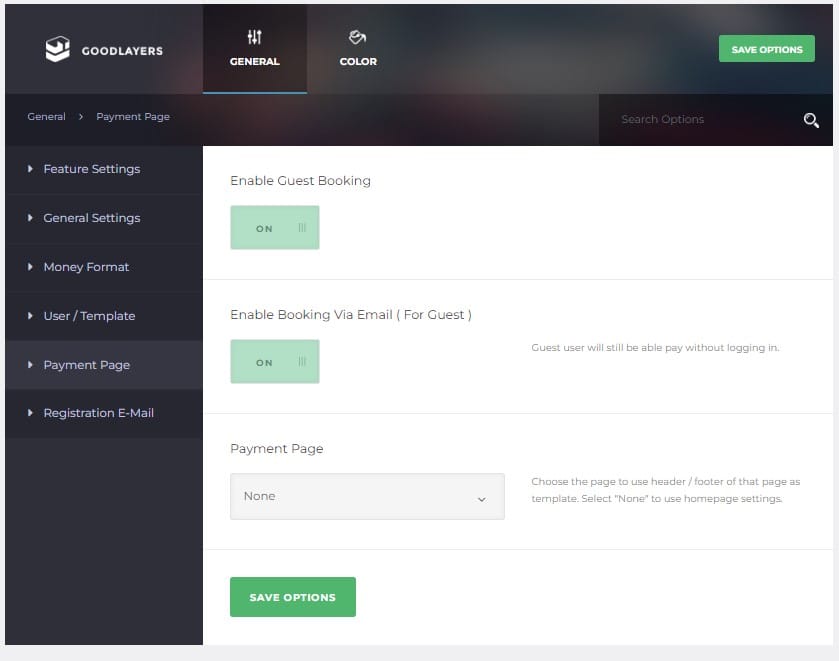 GOODLAYERS
GENERAL
COLOR
SAVE OPTIONS
General > Payment Page
Search Options
Feature Settings
General Settings
Money Format
User / Template
Payment Page
Registration E-Mail
Enable Guest Booking
ON
Enable Booking Via Email ( For Guest )
ON
Guest user will still be able pay without logging in.
Payment Page
None
Choose the page to use header / footer of that page as
template. Select "None" to use homepage settings.
SAVE OPTIONS